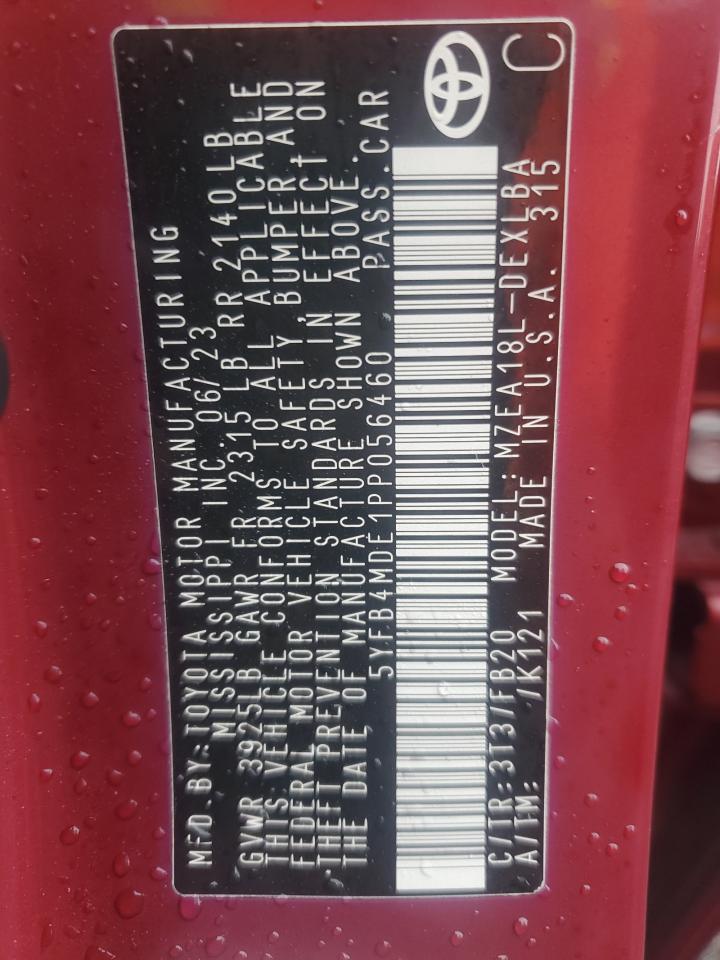 MFD.BY:TOYOTA MOTOR MANUFACTURING
MISSISSIPPI INC. 06/23
GVWR 3925LB GAWR FR 2315 LB RR 2140LB
THIS VEHICLE CONFORMS TO ALL APPLICABLE
FEDERAL MOTOR VEHICLE SAFETY, BUMPER AND
THEFT PREVENTION STANDARDS IN EFFECT ON
THE DATE OF MANUFACTURE SHOWN ABOVE.
5YFB4MDE1PP056460 PASS.CAR
C/TR:3T3/FB20 MODEL:MZEA18L-DEXLBA
A/TM: /K121 MADE IN U.S.A. 315
C